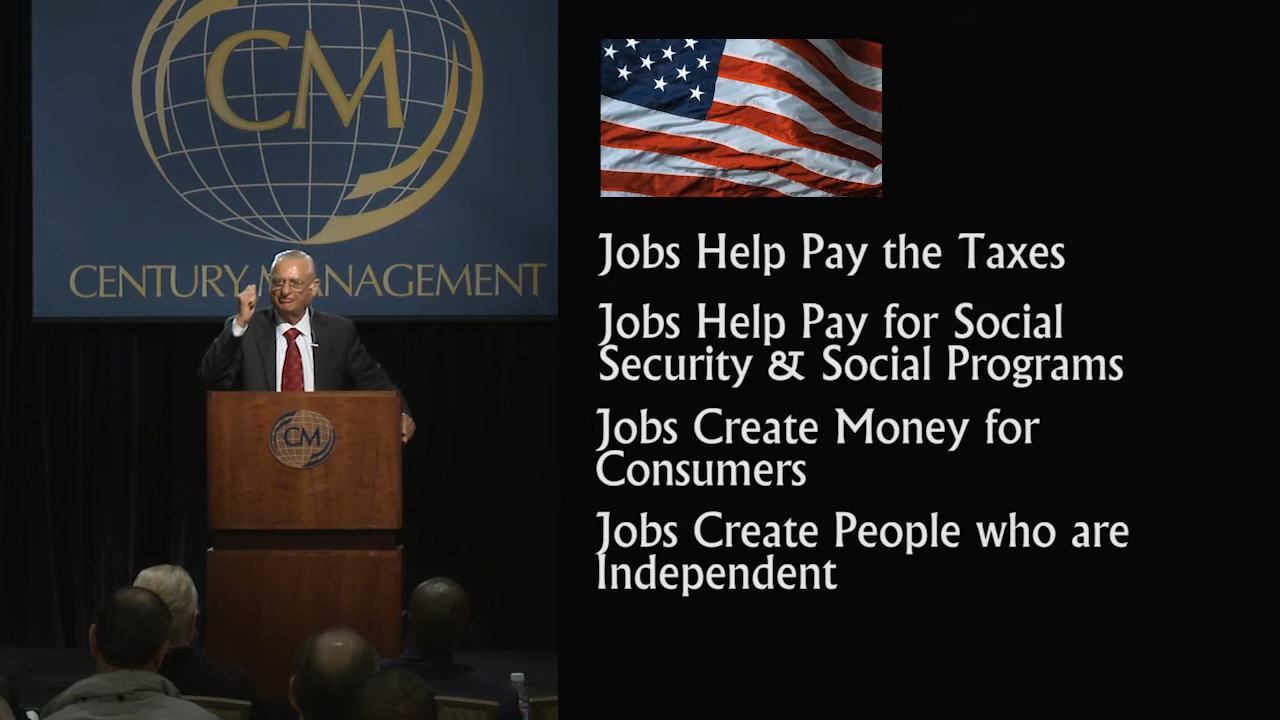 CM
CENTURY MANAGEMENT
CM
Jobs Help Pay the Taxes
Jobs Help Pay for Social
Security & Social Programs
Jobs Create Money for
Consumers
Jobs Create People who are
Independent